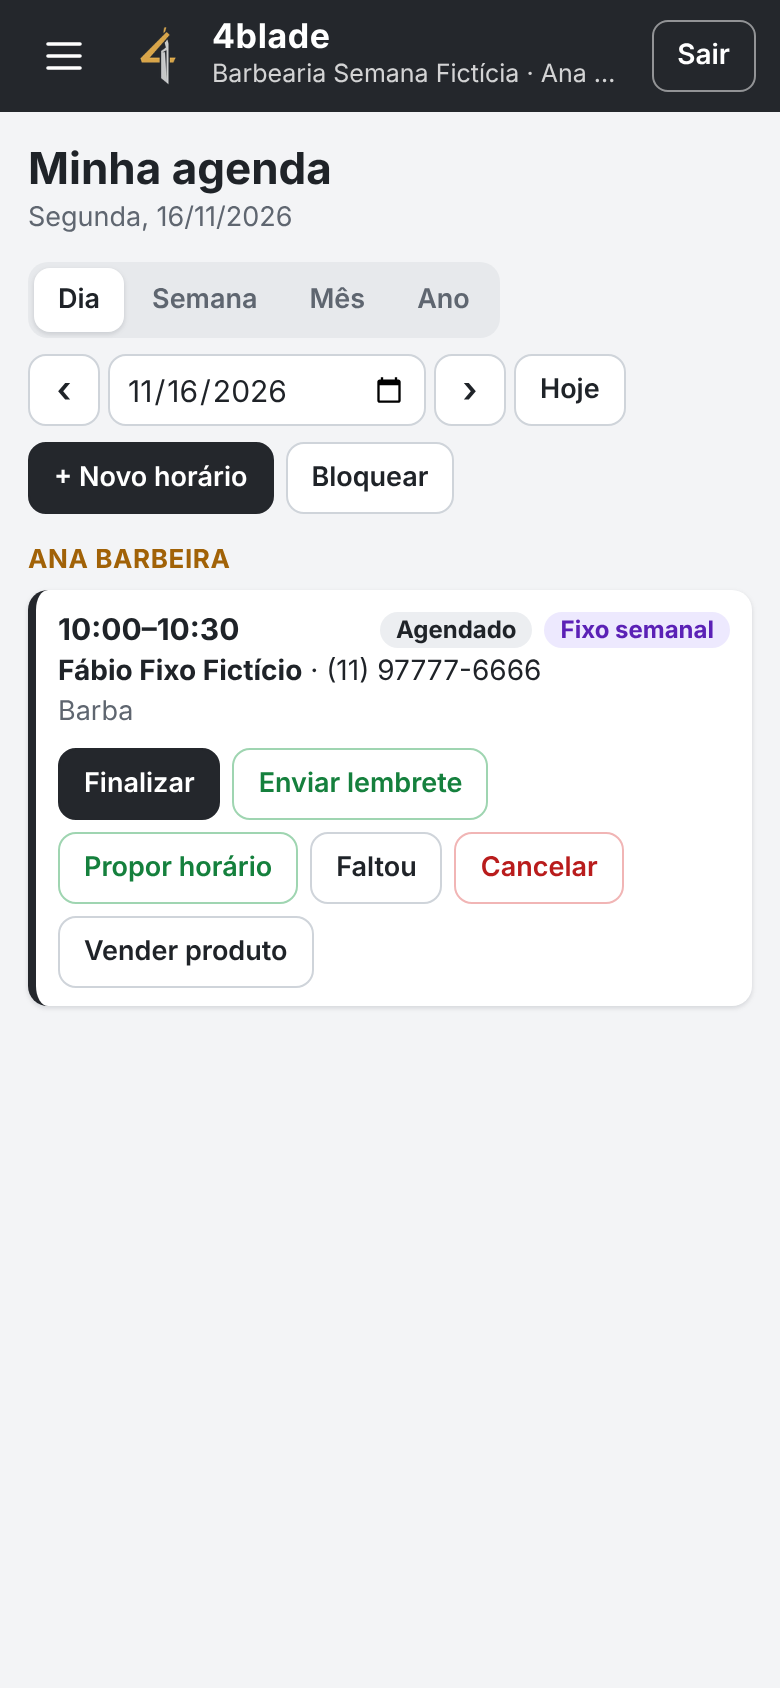 4blade
Barbearia Semana Fictícia · Ana ...
Sair
Minha agenda
Segunda, 16/11/2026
Dia Semana Mês Ano
‹ 11/16/2026 › Hoje
+ Novo horário Bloquear
ANA BARBEIRA
10:00–10:30 Agendado Fixo semanal
Fábio Fixo Fictício · (11) 97777-6666
Barba
Finalizar Enviar lembrete
Propor horário Faltou Cancelar
Vender produto